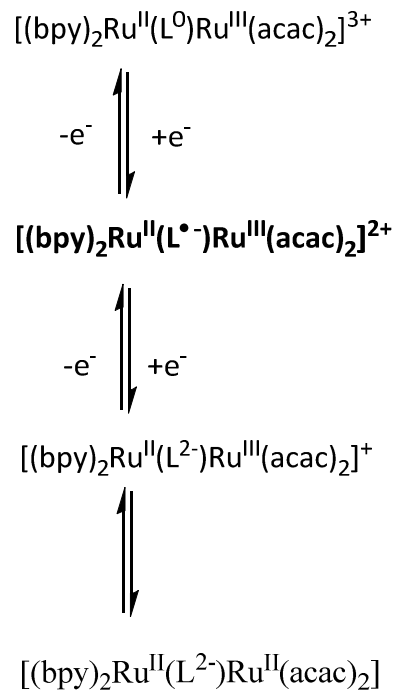 [(bpy)₂Ruᴵᴵ(L⁰)Ruᴵᴵᴵ(acac)₂]³⁺
-e⁻ +e⁻
[(bpy)₂Ruᴵᴵ(L•⁻)Ruᴵᴵᴵ(acac)₂]²⁺
-e⁻ +e⁻
[(bpy)₂Ruᴵᴵ(L²⁻)Ruᴵᴵᴵ(acac)₂]⁺
[(bpy)₂Ruᴵᴵ(L²⁻)Ruᴵᴵ(acac)₂]